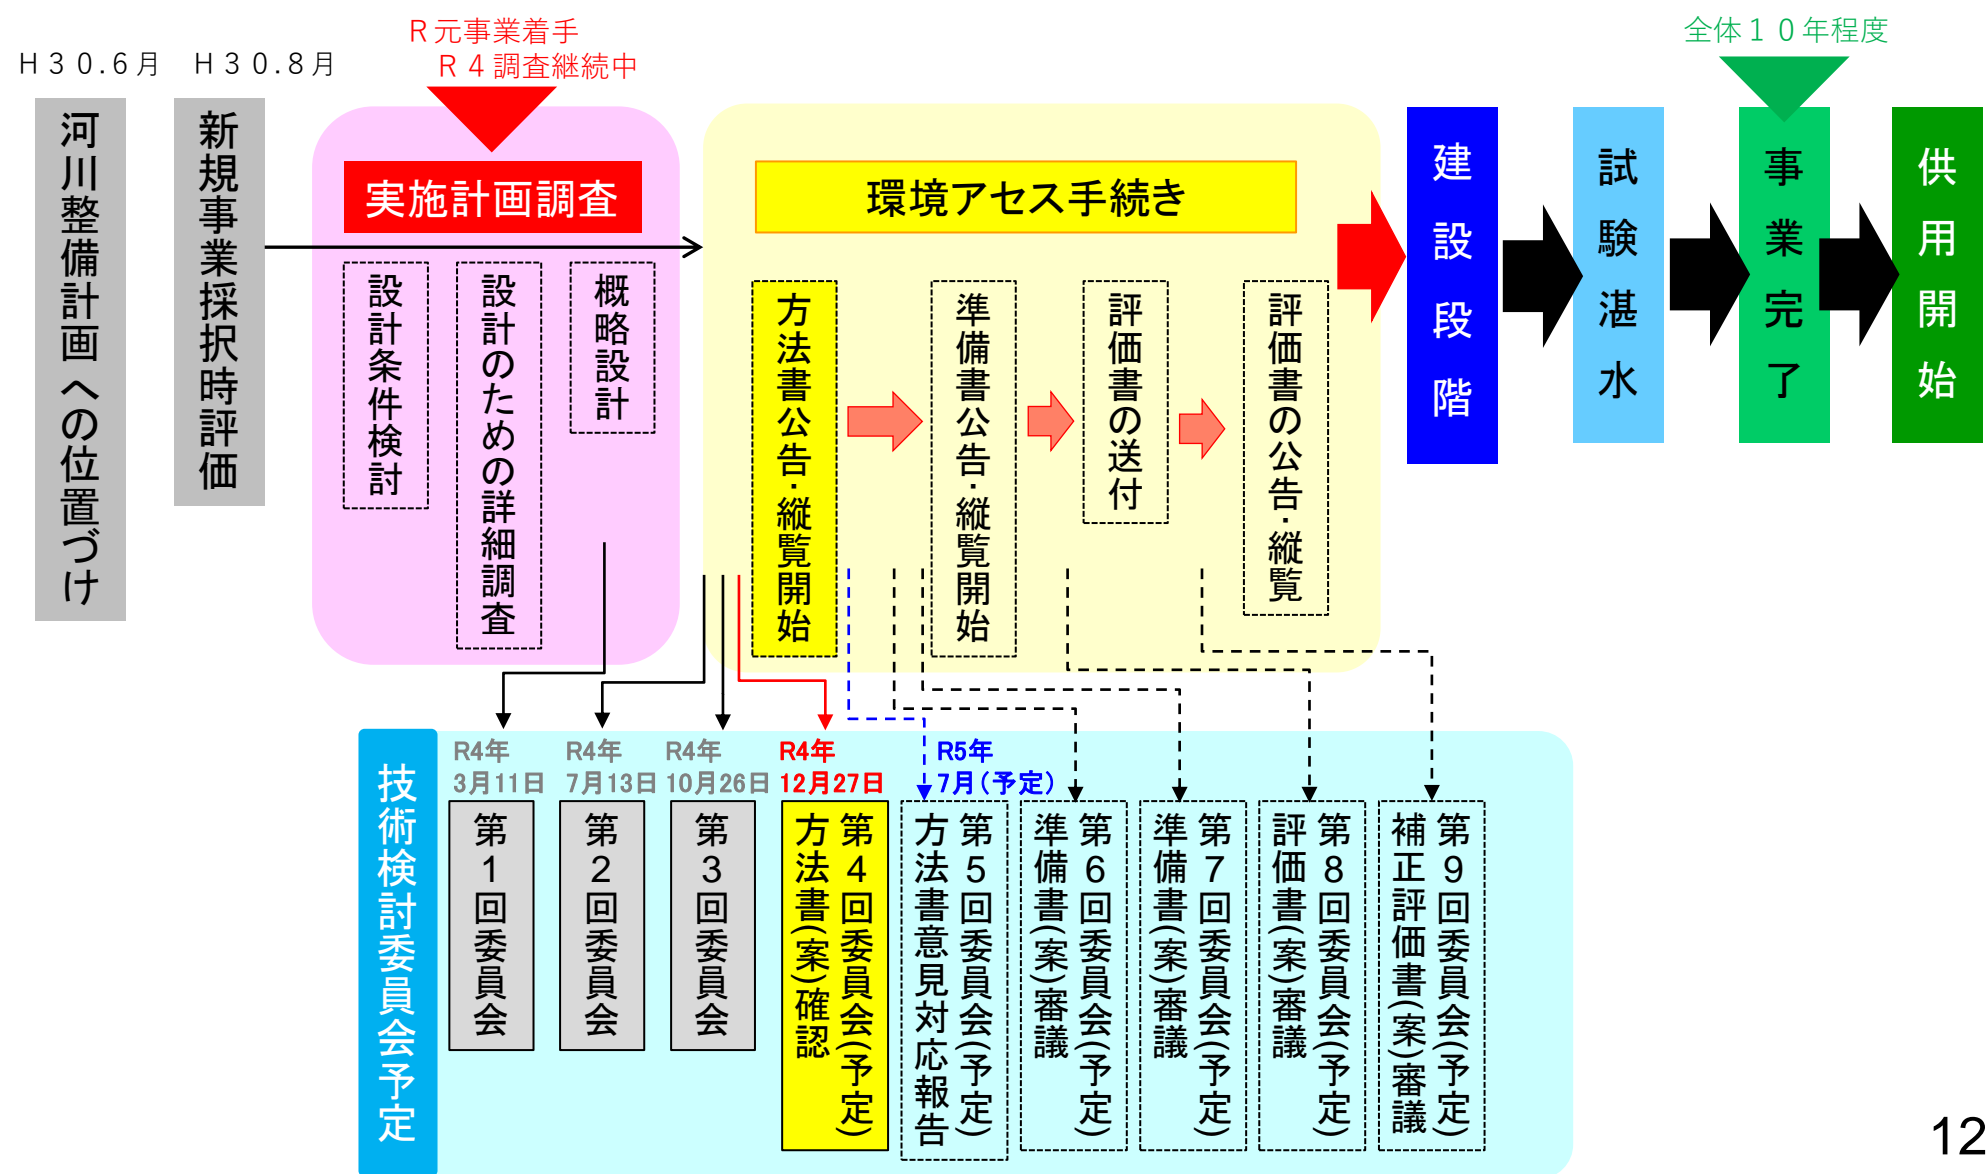 Ｒ元事業着手
Ｒ４調査継続中
全体１０年程度
Ｈ３０.６月
Ｈ３０.８月
河川整備計画への位置づけ
新規事業採択時評価
実施計画調査
設計条件検討
設計のための詳細調査
概略設計
環境アセス手続き
方法書公告・縦覧開始
準備書公告・縦覧開始
評価書の送付
評価書の公告・縦覧
建設段階
試験湛水
事業完了
供用開始
技術検討委員会予定
R4年
3月11日
第1回委員会
R4年
7月13日
第2回委員会
R4年
10月26日
第3回委員会
R4年
12月27日
第4回委員会(予定)
方法書(案)確認
R5年
7月(予定)
第5回委員会(予定)
方法書意見対応報告
第6回委員会(予定)
準備書(案)審議
第7回委員会(予定)
準備書(案)審議
第8回委員会(予定)
評価書(案)審議
第9回委員会(予定)
補正評価書(案)審議
12